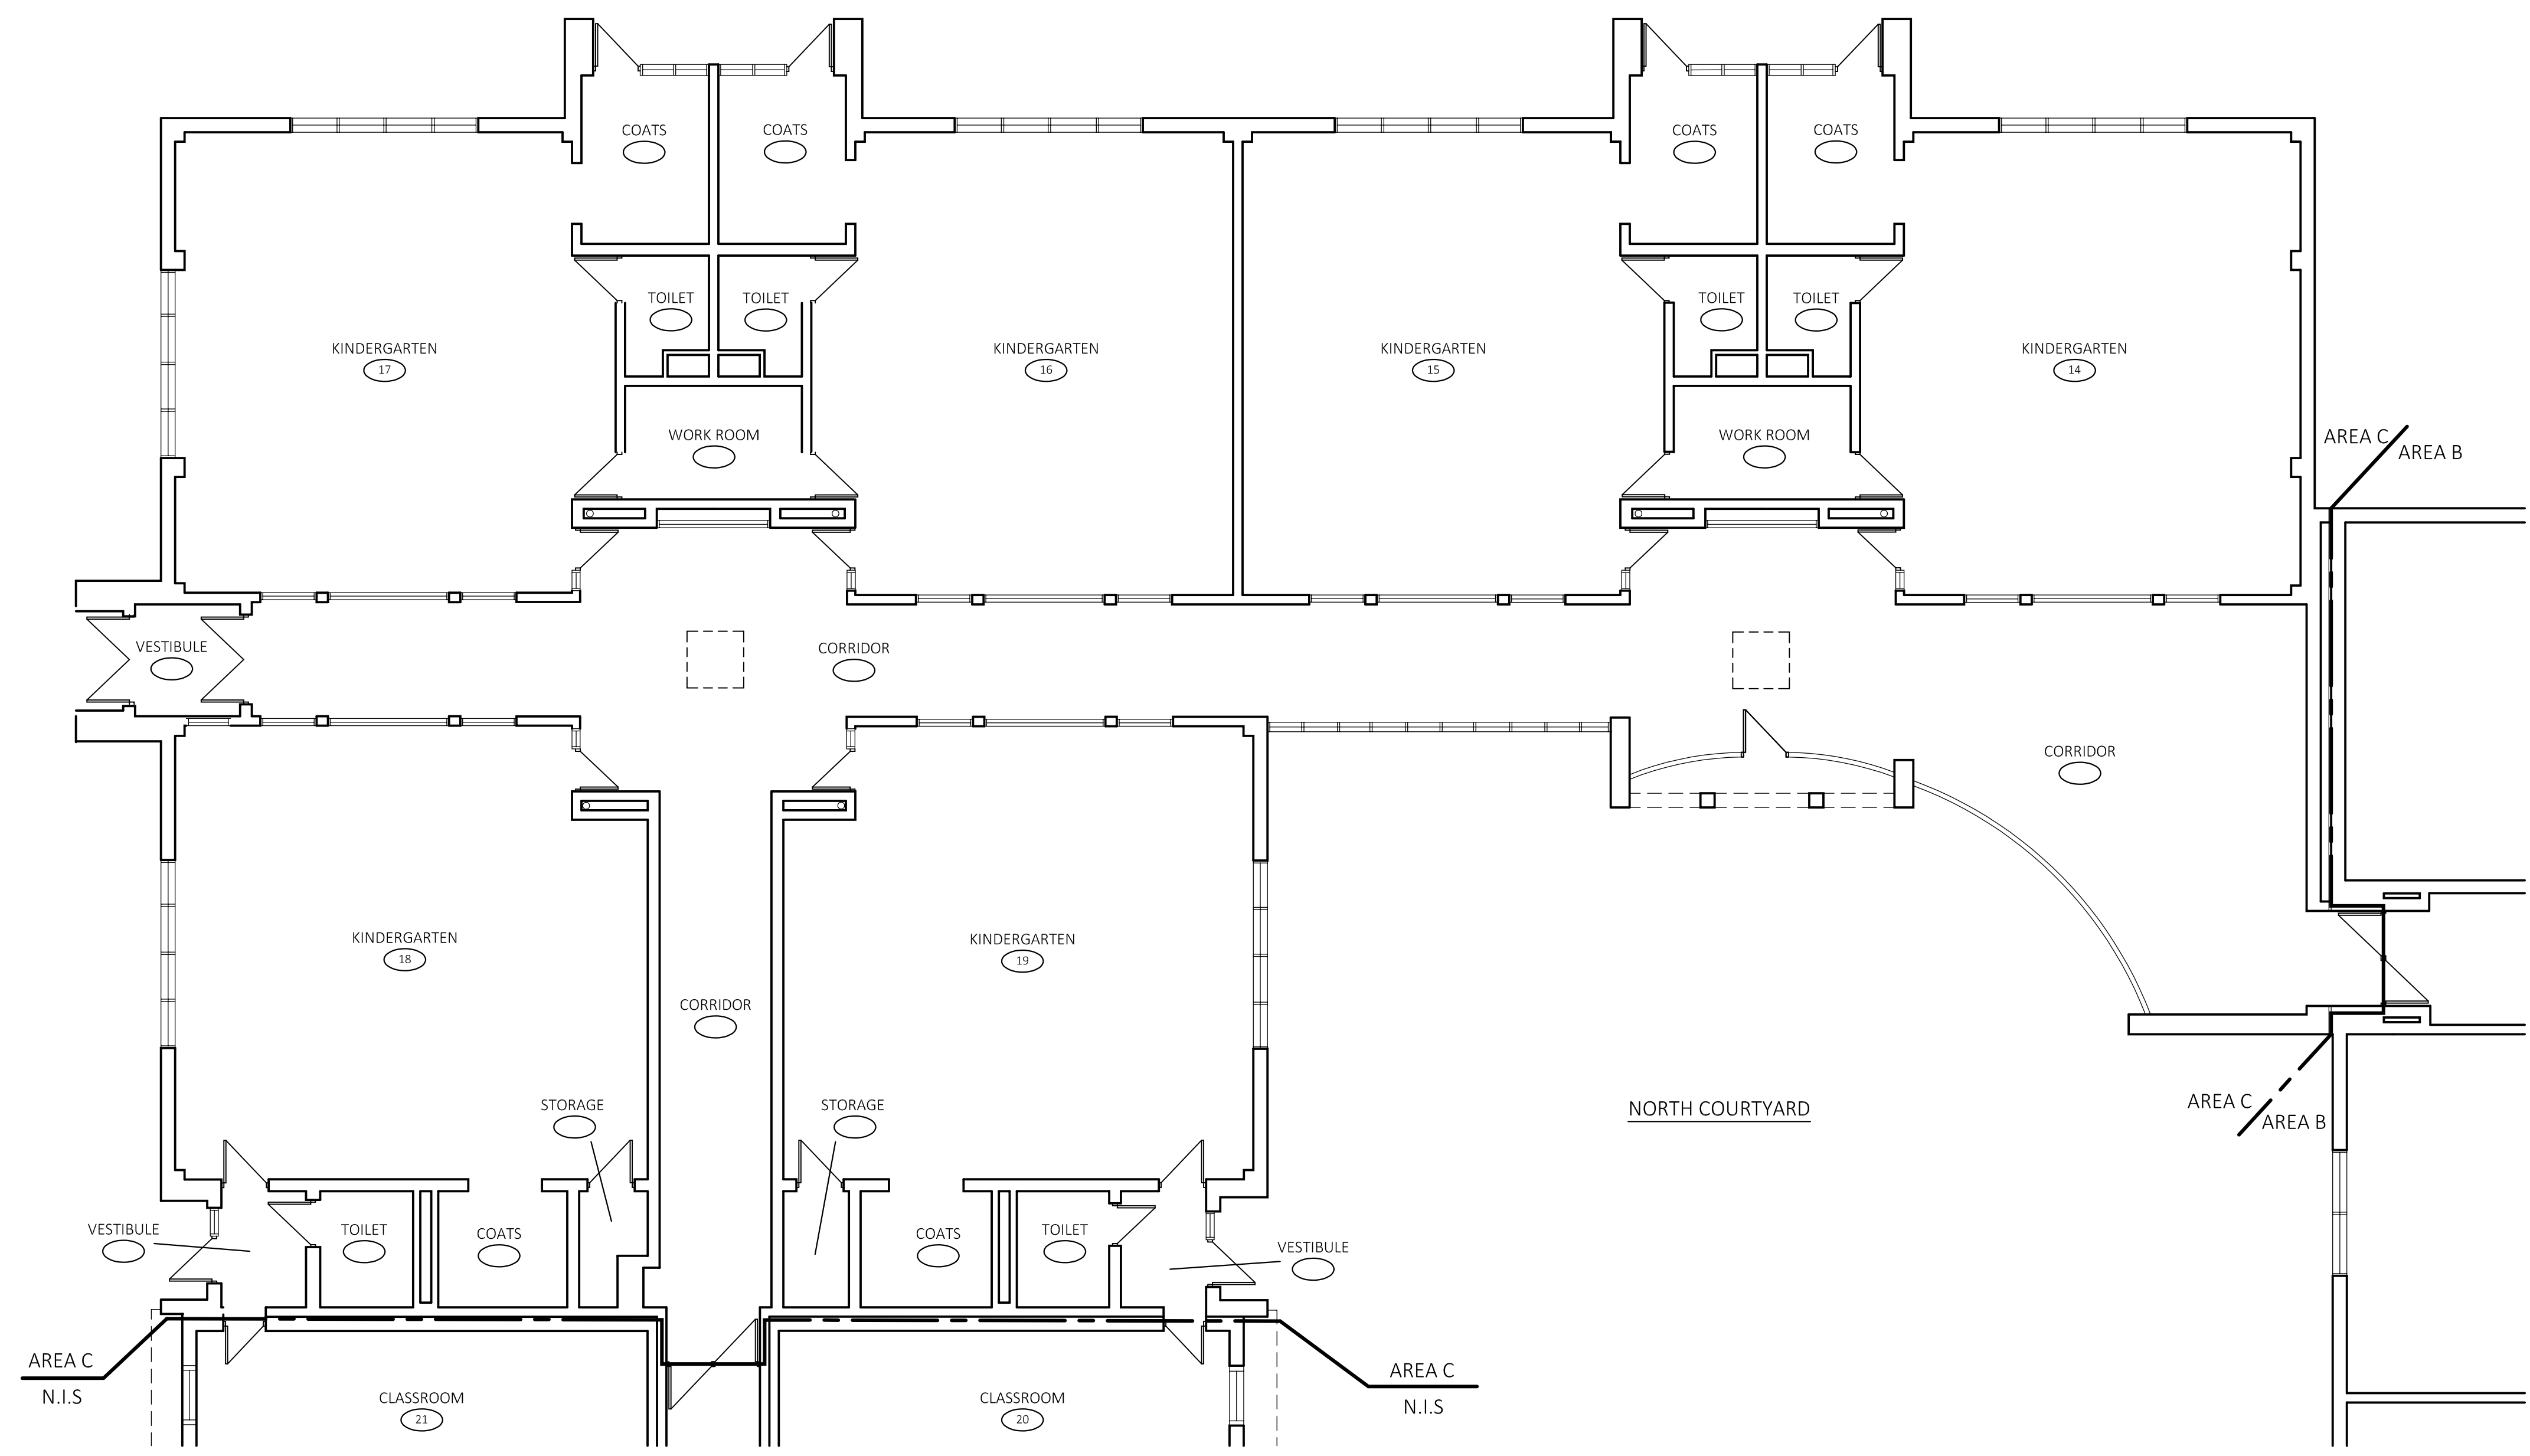 COATS
COATS
COATS
COATS
TOILET
TOILET
TOILET
TOILET
KINDERGARTEN
17
KINDERGARTEN
16
KINDERGARTEN
15
KINDERGARTEN
14
WORK ROOM
WORK ROOM
AREA C
AREA B
VESTIBULE
CORRIDOR
CORRIDOR
KINDERGARTEN
18
KINDERGARTEN
19
CORRIDOR
STORAGE
STORAGE
NORTH COURTYARD
AREA C
AREA B
VESTIBULE
TOILET
COATS
COATS
TOILET
VESTIBULE
AREA C
N.I.S
AREA C
N.I.S
CLASSROOM
21
CLASSROOM
20